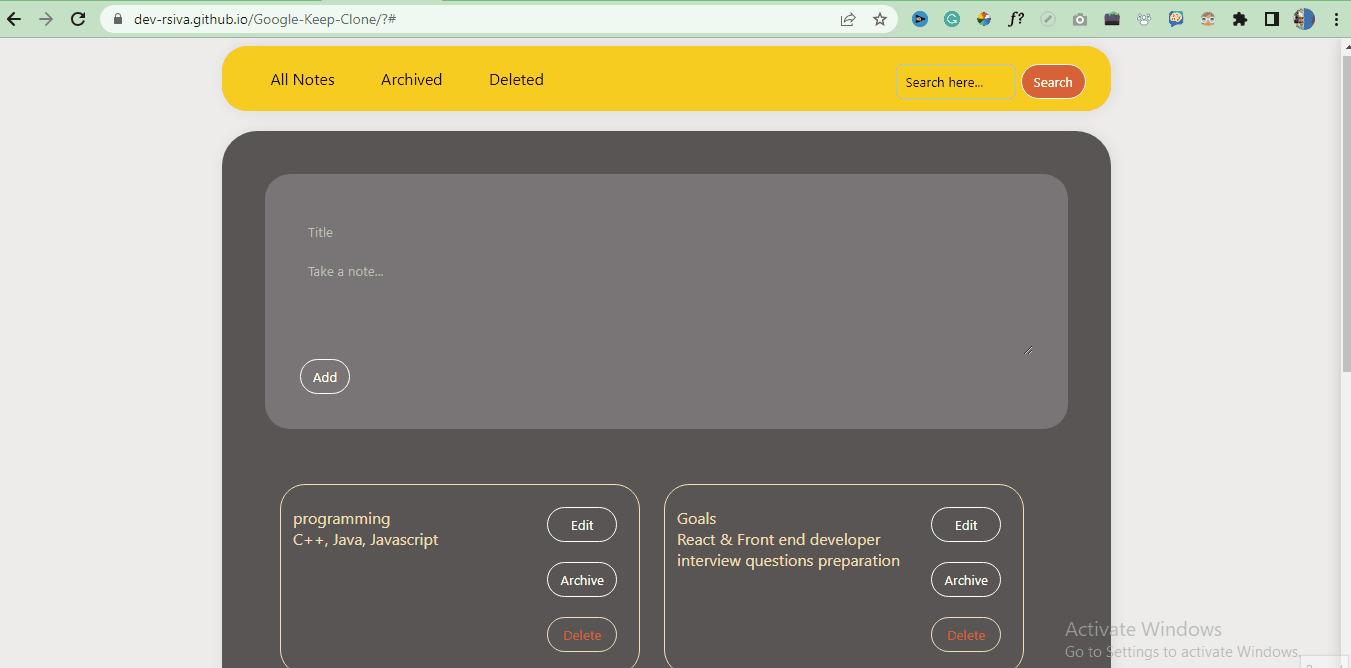 dev-rsiva.github.io/Google-Keep-Clone/?#
f?
All Notes Archived Deleted Search here... Search
Title
Take a note...
Add
programming
C++, Java, Javascript
Edit
Archive
Delete
Goals
React & Front end developer
interview questions preparation
Edit
Archive
Delete
Activate Windows
Go to Settings to activate Windows.